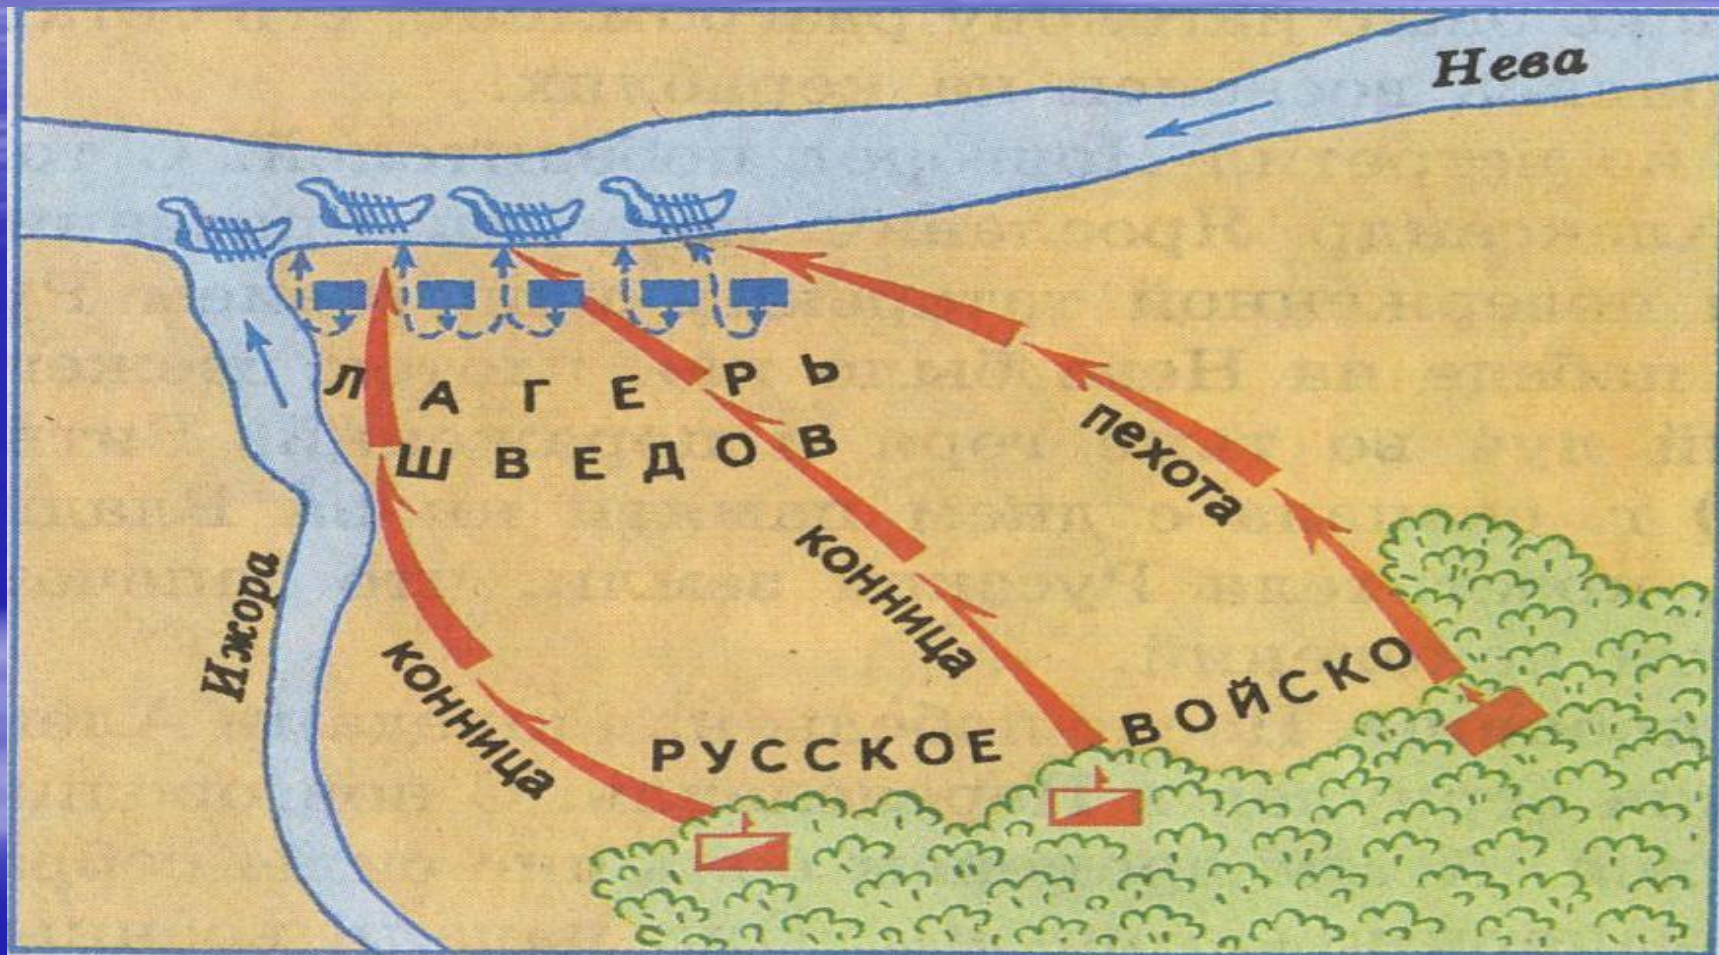 Нева
ЛАГЕРЬ
ШВЕДОВ
пехота
конница
Ижора
конница
РУССКОЕ ВОЙСКО